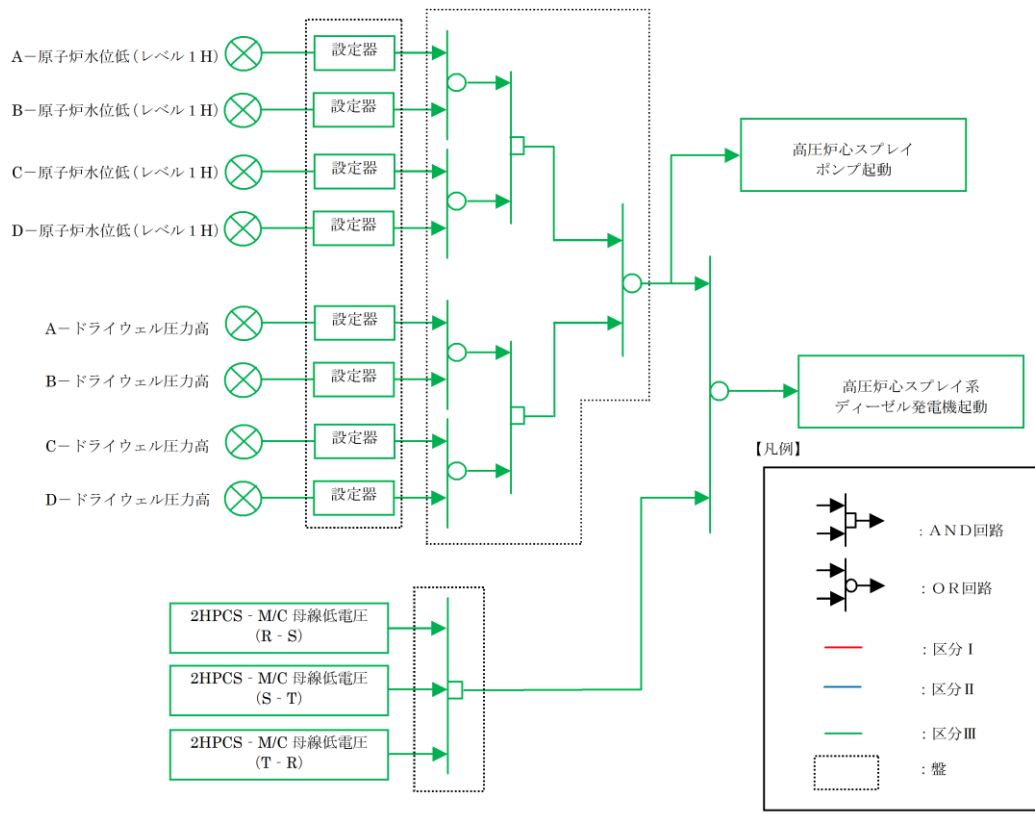 A－原子炉水位低（レベル１H）
設定器
B－原子炉水位低（レベル１H）
設定器
C－原子炉水位低（レベル１H）
設定器
D－原子炉水位低（レベル１H）
設定器
A－ドライウェル圧力高
設定器
B－ドライウェル圧力高
設定器
C－ドライウェル圧力高
設定器
D－ドライウェル圧力高
設定器
高圧炉心スプレイ
ポンプ起動
高圧炉心スプレイ系
ディーゼル発電機起動
2HPCS‐M/C 母線低電圧
（R‐S）
2HPCS‐M/C 母線低電圧
（S‐T）
2HPCS‐M/C 母線低電圧
（T‐R）
【凡例】
：ＡＮＤ回路
：ＯＲ回路
：区分Ⅰ
：区分Ⅱ
：区分Ⅲ
：盤